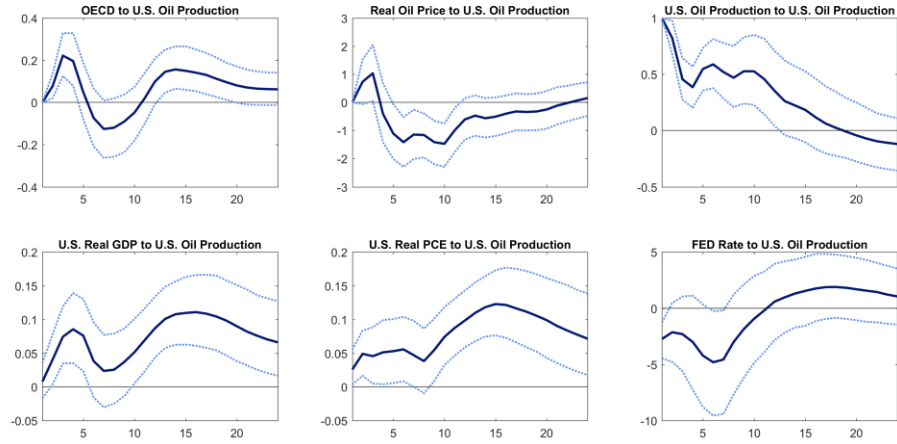 OECD to U.S. Oil Production
0.4
0.2
0
-0.2
-0.4
5 10 15 20
Real Oil Price to U.S. Oil Production
3
2
1
0
-1
-2
-3
5 10 15 20
U.S. Oil Production to U.S. Oil Production
1
0.5
0
-0.5
5 10 15 20
U.S. Real GDP to U.S. Oil Production
0.2
0.15
0.1
0.05
0
-0.05
5 10 15 20
U.S. Real PCE to U.S. Oil Production
0.2
0.15
0.1
0.05
0
-0.05
5 10 15 20
FED Rate to U.S. Oil Production
5
0
-5
-10
5 10 15 20